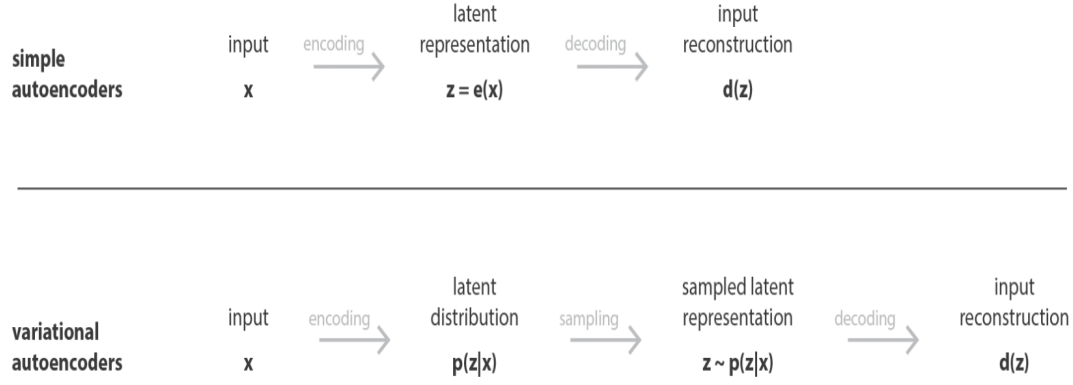 simple
autoencoders
input
x
encoding
latent
representation
z = e(x)
decoding
input
reconstruction
d(z)
variational
autoencoders
input
x
encoding
latent
distribution
p(z|x)
sampling
sampled latent
representation
z ~ p(z|x)
decoding
input
reconstruction
d(z)